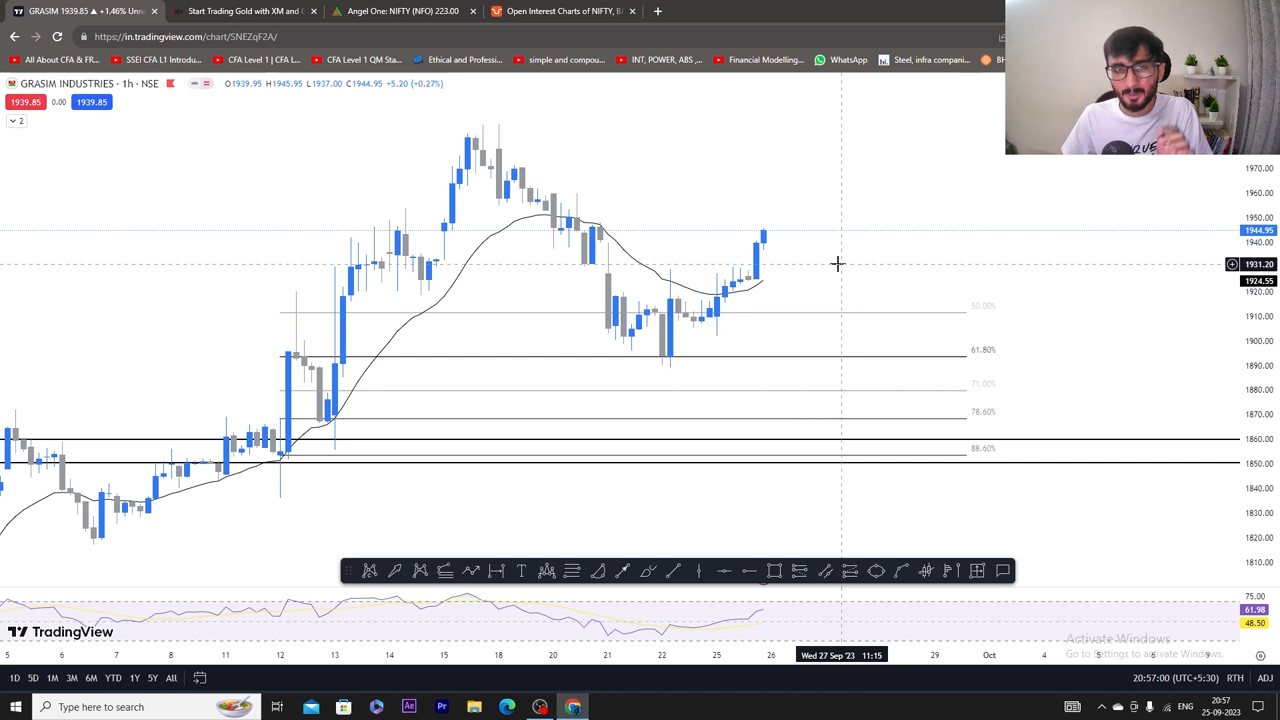 GRASIM 1939.85 ▲ +1.46% Unna
Start Trading Gold with XM and G
Angel One: NIFTY (NFO) 223.00
Open Interest Charts of NIFTY, BA
in.tradingview.com/chart/SNEZqF2A/
All About CFA & FR...
SSEI CFA L1 Introdu...
CFA Level 1 | CFA L...
CFA Level 1 QM Sta...
Ethical and Professi...
simple and compou...
INT, POWER, ABS ,...
Financial Modelling...
WhatsApp
Steel, infra compani...
BH
GRASIM INDUSTRIES · 1h · NSE
O1939.95 H1945.95 L1937.00 C1944.95 +5.20 (+0.27%)
1939.85
0.00
1939.85
2
1970.00
1960.00
1950.00
1944.95
1940.00
1931.20
1924.55
1920.00
50.00%
1910.00
1900.00
61.80%
1890.00
71.00%
1880.00
78.60%
1870.00
1860.00
88.60%
1850.00
1840.00
1830.00
1820.00
1810.00
75.00
61.98
48.50
TradingView
Activate Windows
Go to Settings to activate Windows.
5 6 7 8 11 12 13 14 15 18 20 21 22 25 26 Wed 27 Sep '23 11:15 29 Oct 4 5 6 9
1D 5D 1M 3M 6M YTD 1Y 5Y All
20:57:00 (UTC+5:30) RTH ADJ
Type here to search
Ae
Pr
ENG
20:57
25-09-2023